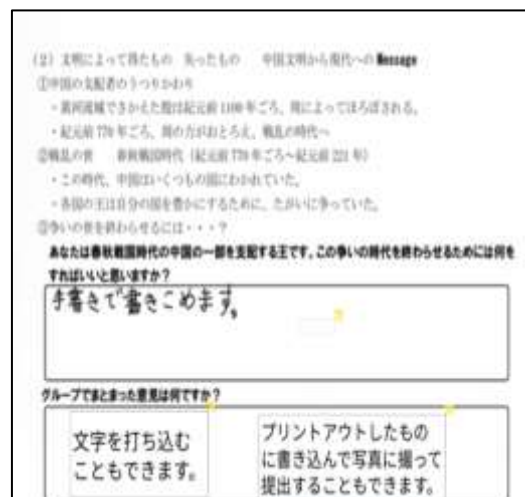 (2) 文明によって得たもの 失ったもの 中国文明から現代へのMessage
①中国の支配者のうつりかわり
・黄河流域でさかえた殷は紀元前1100年ごろ、周によってほろぼされる。
・紀元前770年ごろ、周の力がおとろえ、戦乱の時代へ
②戦乱の世 春秋戦国時代(紀元前770年ごろ~紀元前221年)
・この時代、中国はいくつもの国にわかれていた。
・各国の王は自分の国を豊かにするために、たがいに争っていた。
③争いの世を終わらせるには・・・?
あなたは春秋戦国時代の中国の一部を支配する王です。この争いの時代を終わらせるためには何を
すればいいと思いますか?
手書きで書きこめます。
グループでまとまった意見は何ですか?
文字を打ち込む
こともできます。
プリントアウトしたもの
に書き込んで写真に撮って
提出することもできます。